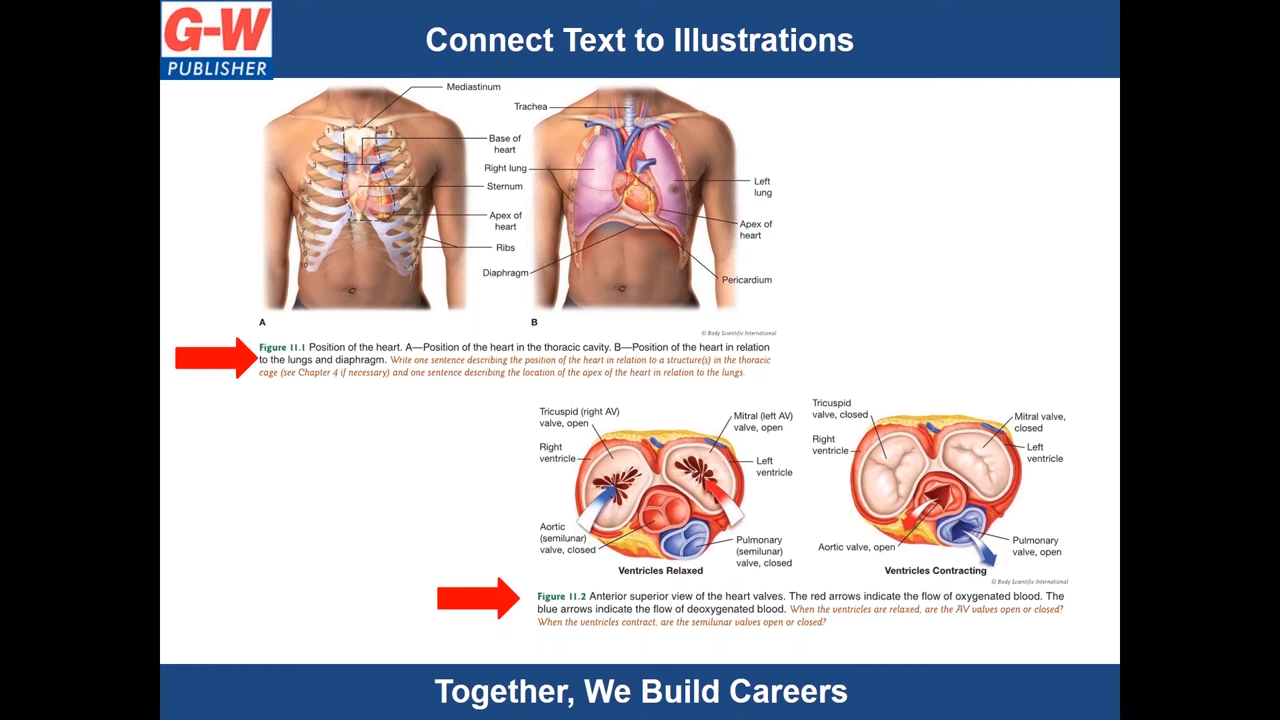 G-W
PUBLISHER
Connect Text to Illustrations
Mediastinum
Base of
heart
Sternum
Apex of
heart
Ribs
A
Trachea
Right lung
Left
lung
Apex of
heart
Diaphragm
Pericardium
B
© Body Scientific International
Figure 11.1 Position of the heart. A—Position of the heart in the thoracic cavity. B—Position of the heart in relation
to the lungs and diaphragm. Write one sentence describing the position of the heart in relation to a structure(s) in the thoracic
cage (see Chapter 4 if necessary) and one sentence describing the location of the apex of the heart in relation to the lungs.
Tricuspid (right AV)
valve, open
Mitral (left AV)
valve, open
Right
ventricle
Left
ventricle
Aortic
(semilunar)
valve, closed
Pulmonary
(semilunar)
valve, closed
Ventricles Relaxed
Tricuspid
valve, closed
Mitral valve,
closed
Right
ventricle
Left
ventricle
Aortic valve, open
Pulmonary
valve, open
Ventricles Contracting
© Body Scientific International
Figure 11.2 Anterior superior view of the heart valves. The red arrows indicate the flow of oxygenated blood. The
blue arrows indicate the flow of deoxygenated blood. When the ventricles are relaxed, are the AV valves open or closed?
When the ventricles contract, are the semilunar valves open or closed?
Together, We Build Careers